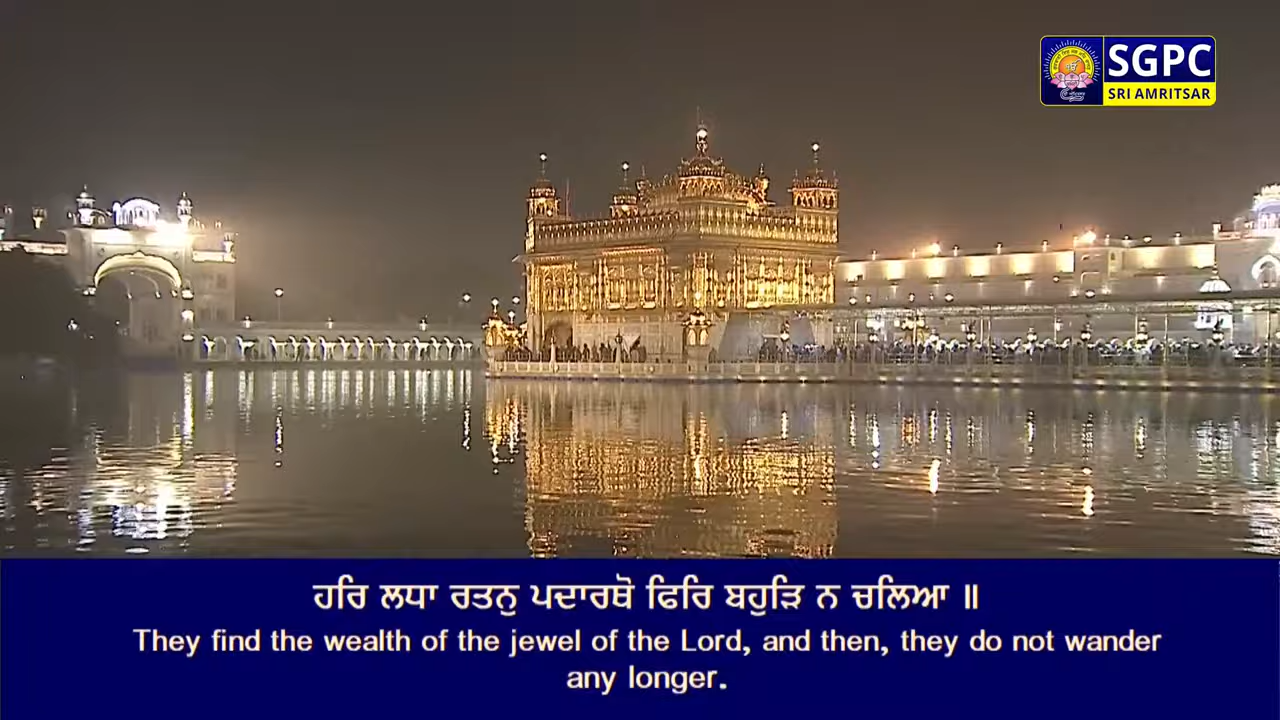 SGPC
SRI AMRITSAR
ਹਰਿ ਲਧਾ ਰਤਨੁ ਪਦਾਰਥੋ ਫਿਰਿ ਬਹੁੜਿ ਨ ਚਲਿਆ ॥
They find the wealth of the jewel of the Lord, and then, they do not wander
any longer.